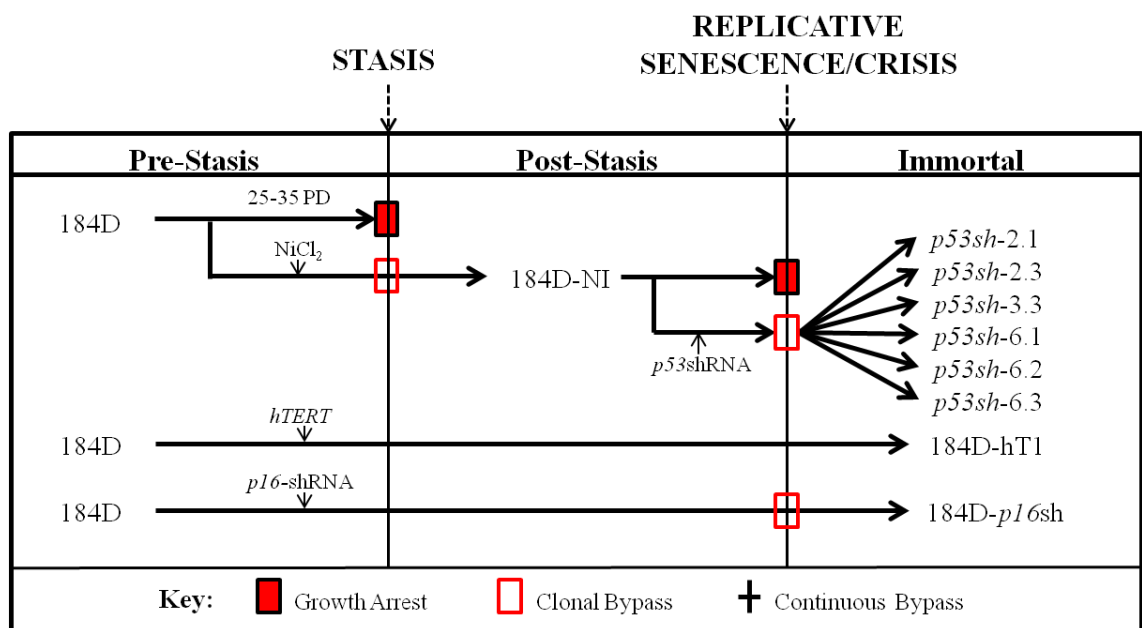 STASIS
REPLICATIVE
SENESCENCE/CRISIS
Pre-Stasis
Post-Stasis
Immortal
184D
25-35 PD
NiCl₂
184D-NI
p53shRNA
p53sh-2.1
p53sh-2.3
p53sh-3.3
p53sh-6.1
p53sh-6.2
p53sh-6.3
184D
hTERT
184D-hT1
184D
p16-shRNA
184D-p16sh
Key: Growth Arrest Clonal Bypass Continuous Bypass